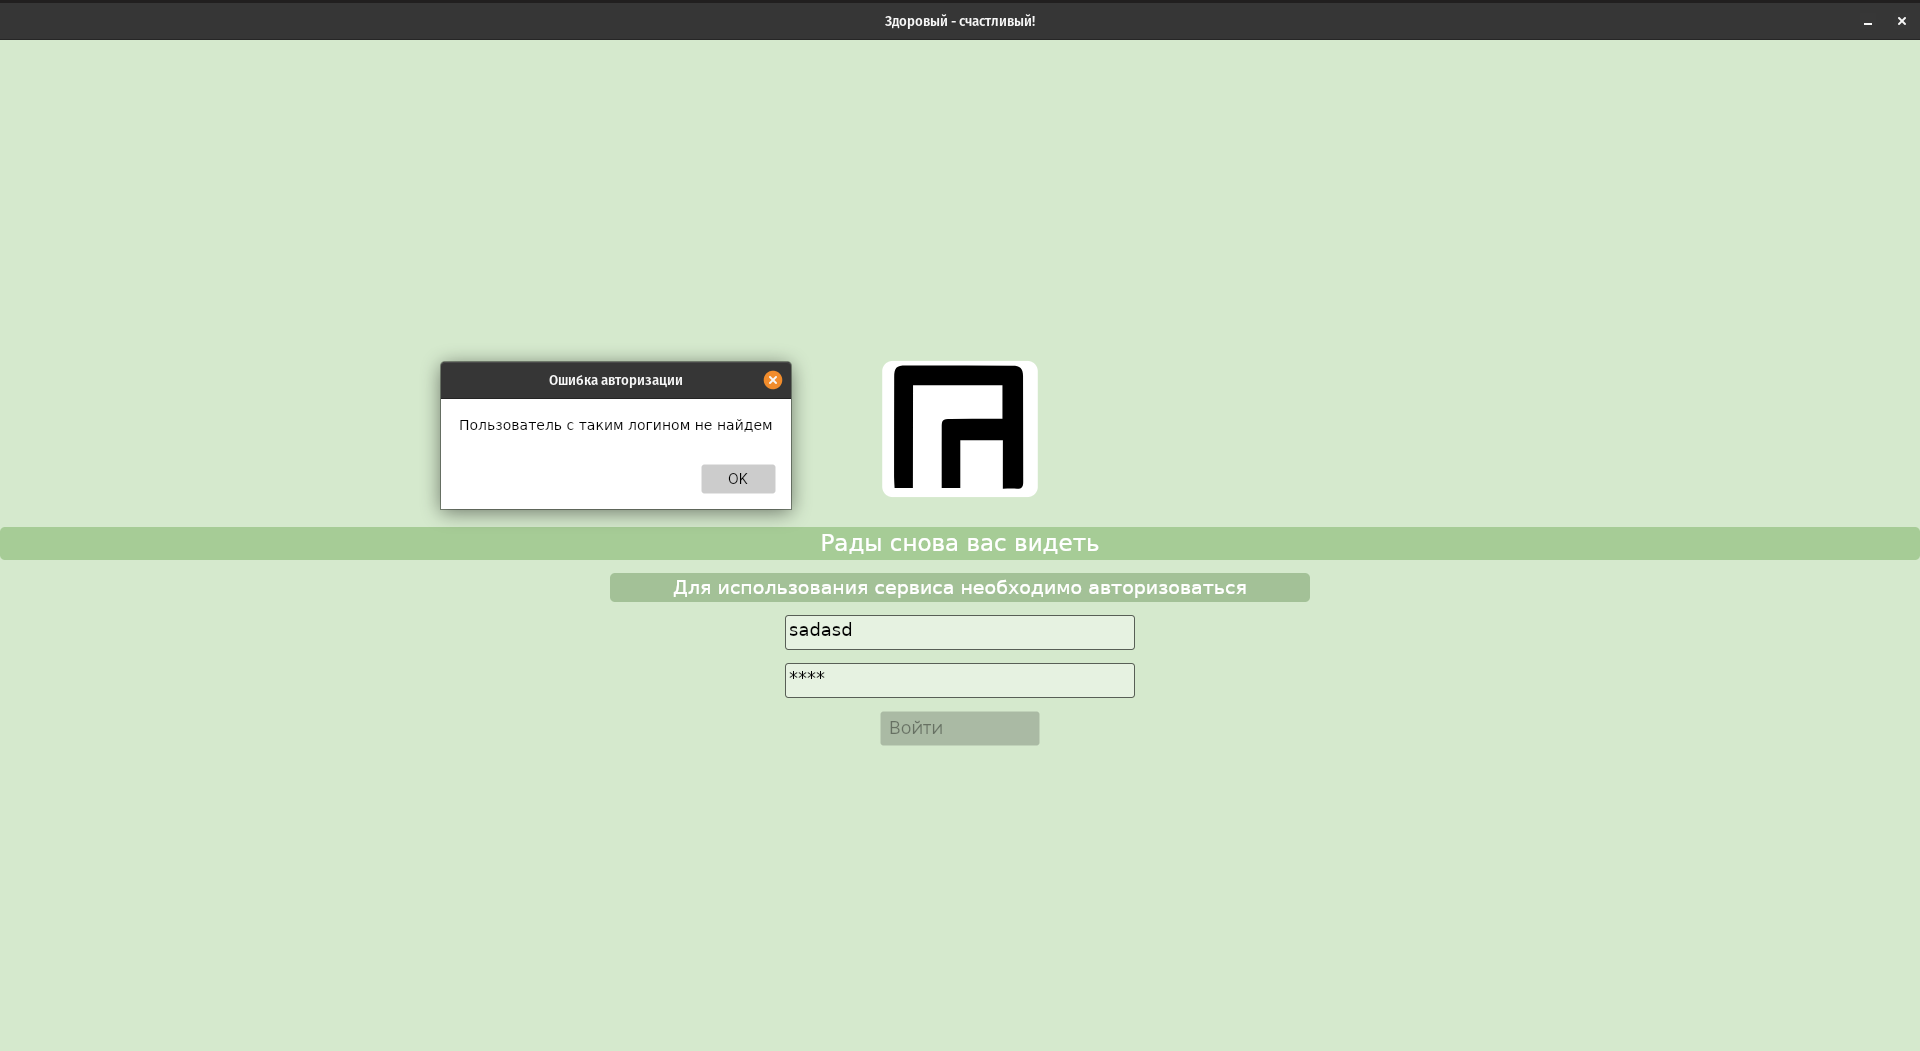 Здоровый - счастливый!
Ошибка авторизации
Пользователь с таким логином не найдем
OK
Рады снова вас видеть
Для использования сервиса необходимо авторизоваться
sadasd
****
Войти